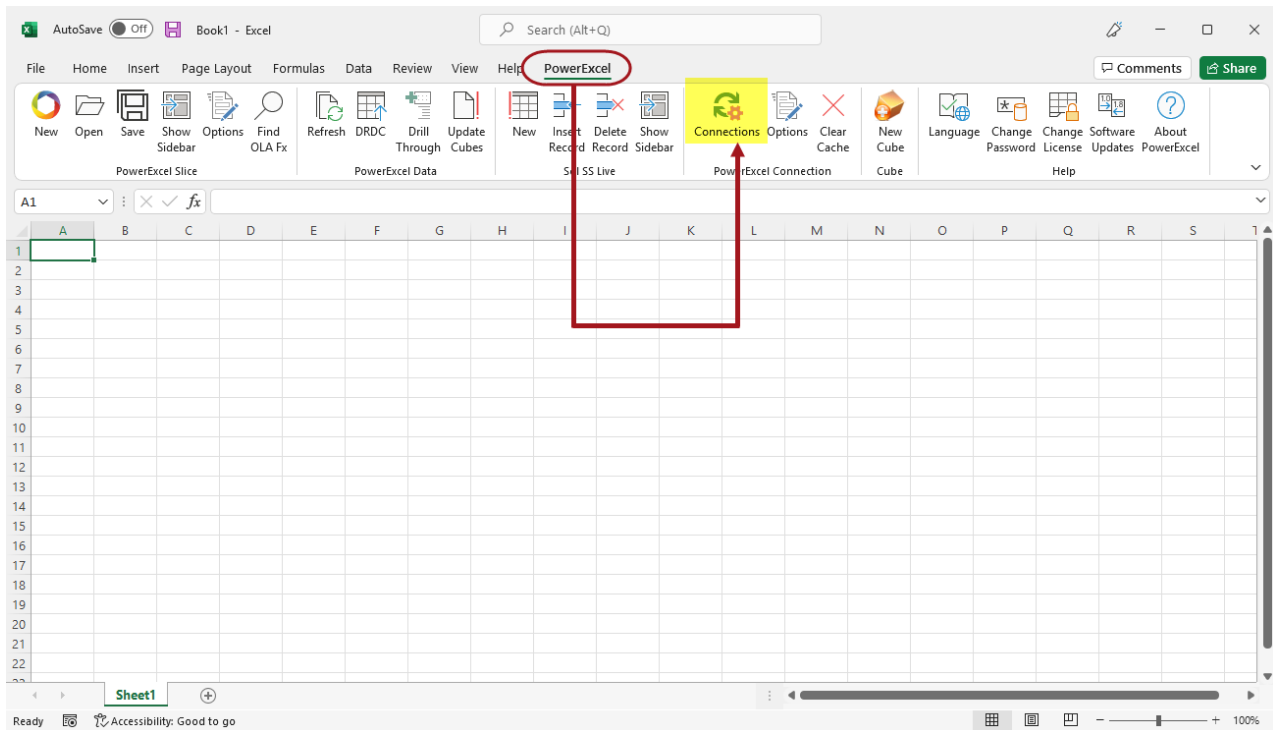 AutoSave Off Book1 - Excel Search (Alt+Q)
File Home Insert Page Layout Formulas Data Review View Help PowerExcel Comments Share
New Open Save Show Sidebar Options Find OLA Fx Refresh DRDC Drill Through Update Cubes New Insert Record Delete Record Show Sidebar Connections Options Clear Cache New Cube Language Change Password Change License Software Updates About PowerExcel
PowerExcel Slice PowerExcel Data SS Live PowerExcel Connection Cube Help
A1 fx
A B C D E F G H I J K L M N O P Q R S
1
2
3
4
5
6
7
8
9
10
11
12
13
14
15
16
17
18
19
20
21
22
Sheet1
Ready Accessibility: Good to go 100%